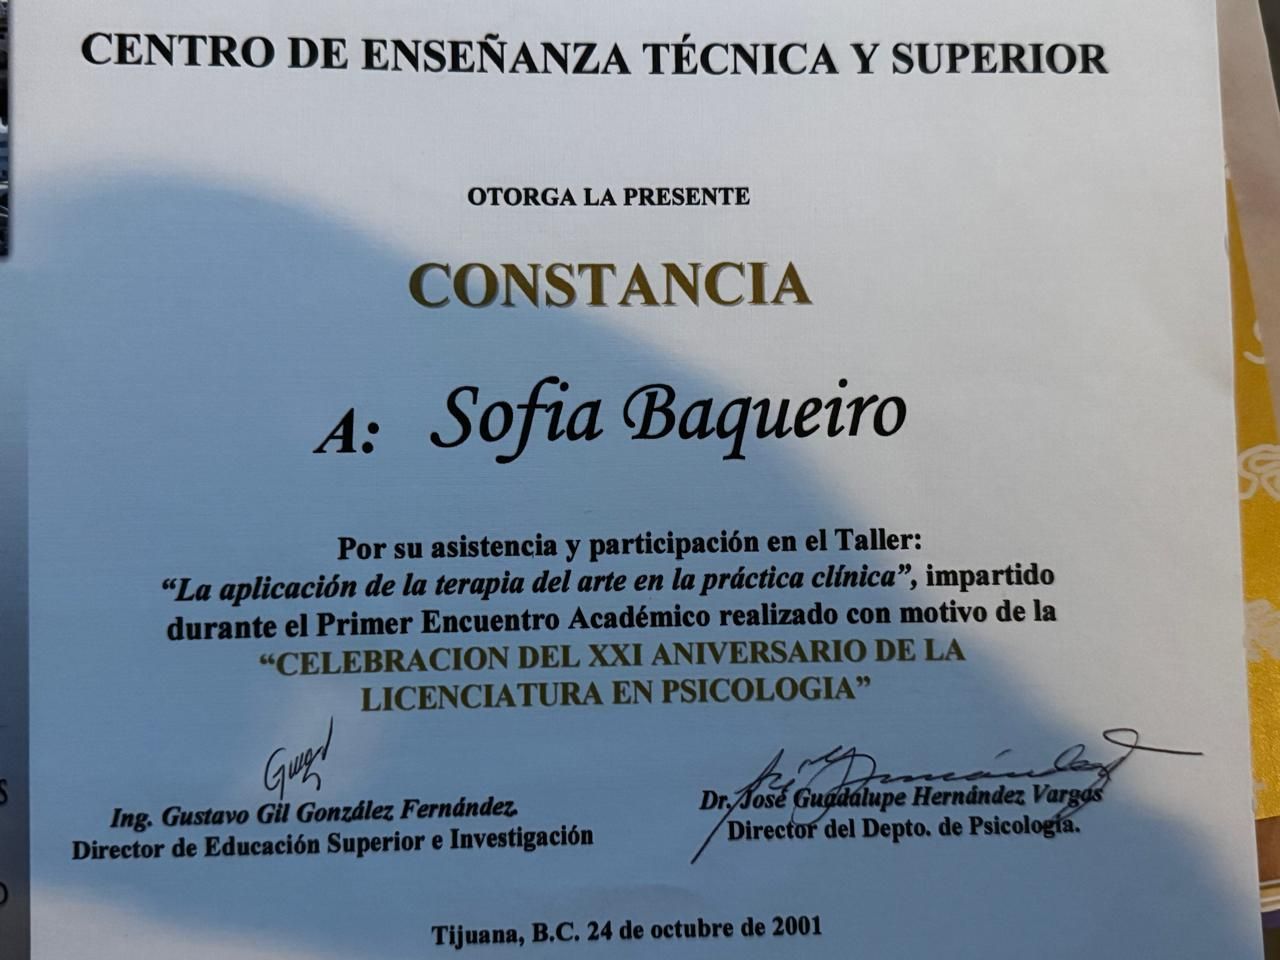 CENTRO DE ENSEÑANZA TÉCNICA Y SUPERIOR
OTORGA LA PRESENTE
CONSTANCIA
A: Sofia Baqueiro
Por su asistencia y participación en el Taller:
“La aplicación de la terapia del arte en la práctica clínica”, impartido
durante el Primer Encuentro Académico realizado con motivo de la
“CELEBRACION DEL XXI ANIVERSARIO DE LA
LICENCIATURA EN PSICOLOGIA”
Ing. Gustavo Gil González Fernández.
Director de Educación Superior e Investigación
Dr. José Guadalupe Hernández Vargas
Director del Depto. de Psicología.
Tijuana, B.C. 24 de octubre de 2001